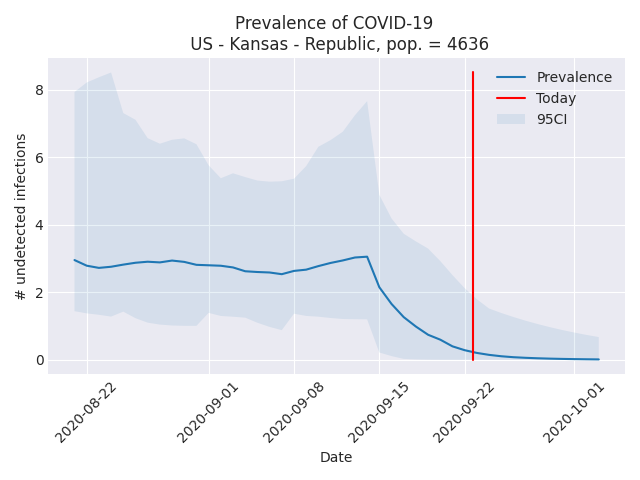 Prevalence of COVID-19
US - Kansas - Republic, pop. = 4636
Prevalence
Today
95CI
# undetected infections
8
6
4
2
0
2020-08-22
2020-09-01
2020-09-08
2020-09-15
2020-09-22
2020-10-01
Date